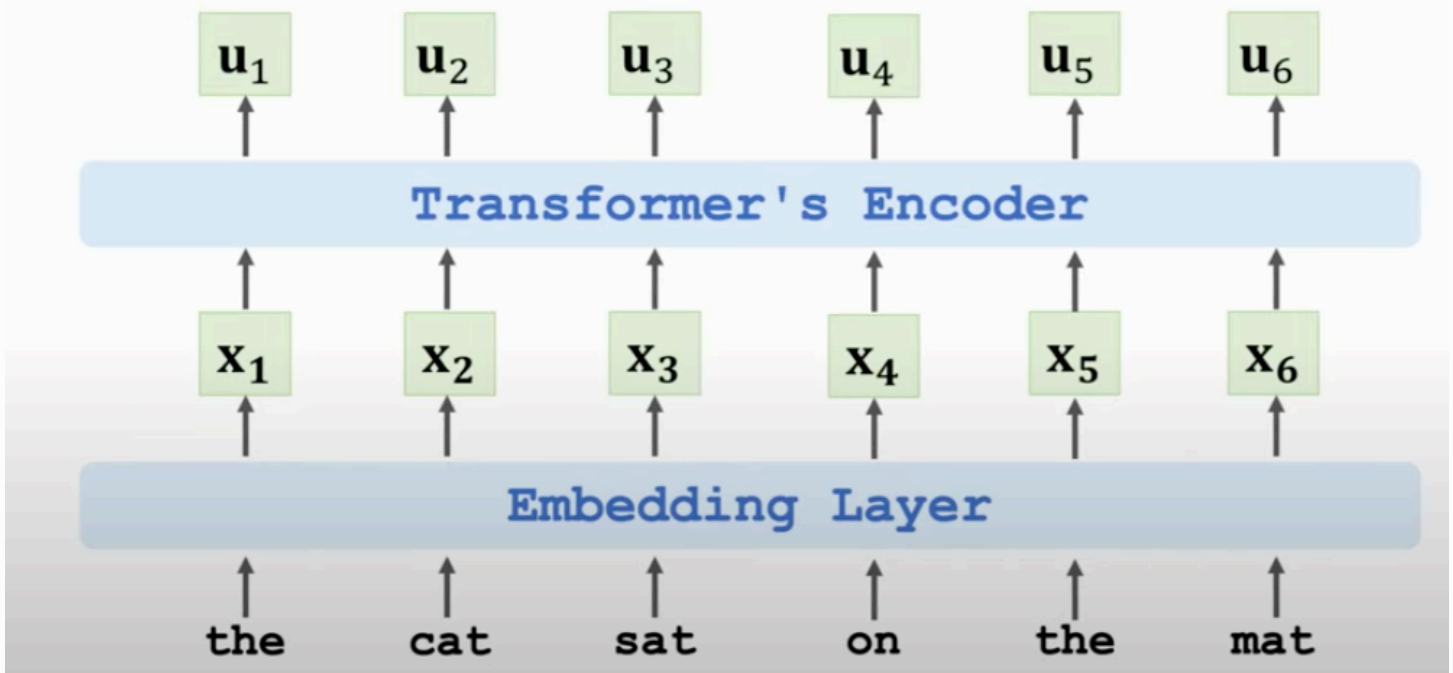 u₁ u₂ u₃ u₄ u₅ u₆
Transformer's Encoder
x₁ x₂ x₃ x₄ x₅ x₆
Embedding Layer
the cat sat on the mat